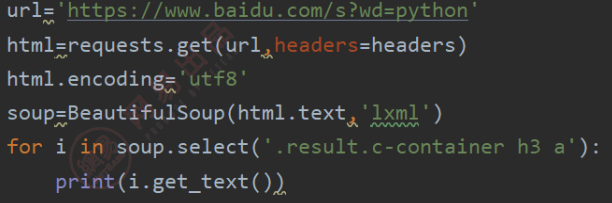 url='https://www.baidu.com/s?wd=python'
html=requests.get(url,headers=headers)
html.encoding='utf8'
soup=BeautifulSoup(html.text,'lxml')
for i in soup.select('.result.c-container h3 a'):
    print(i.get_text())